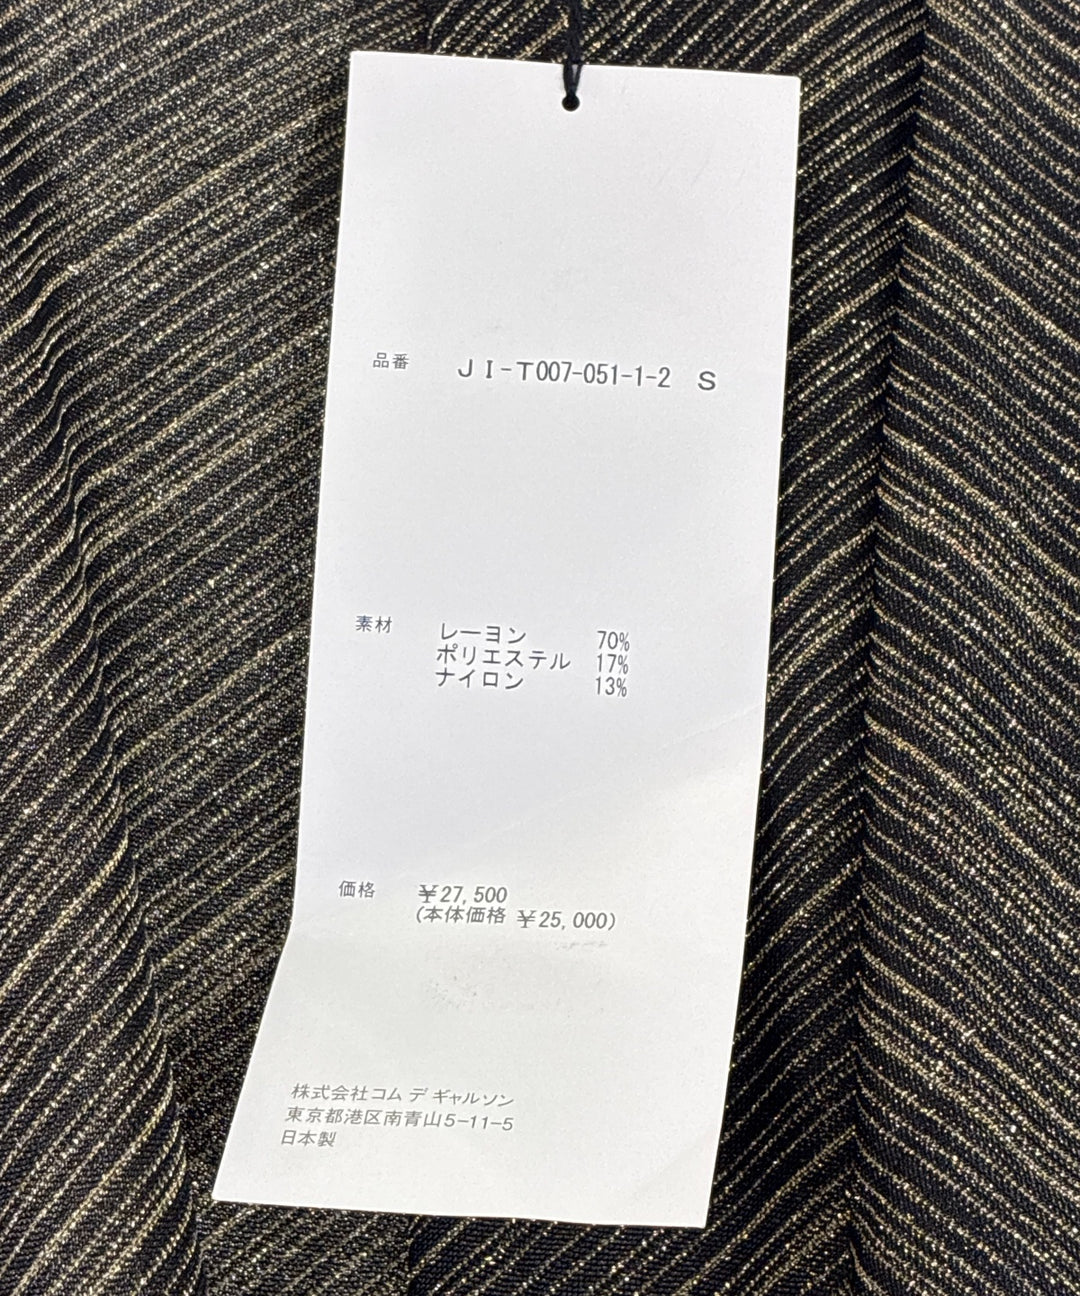 品番 JI-T007-051-1-2 S
素材 レーヨン 70%
ポリエステル 17%
ナイロン 13%
価格 ¥27,500
(本体価格 ¥25,000)
株式会社コム デ ギャルソン
東京都港区南青山5-11-5
日本製